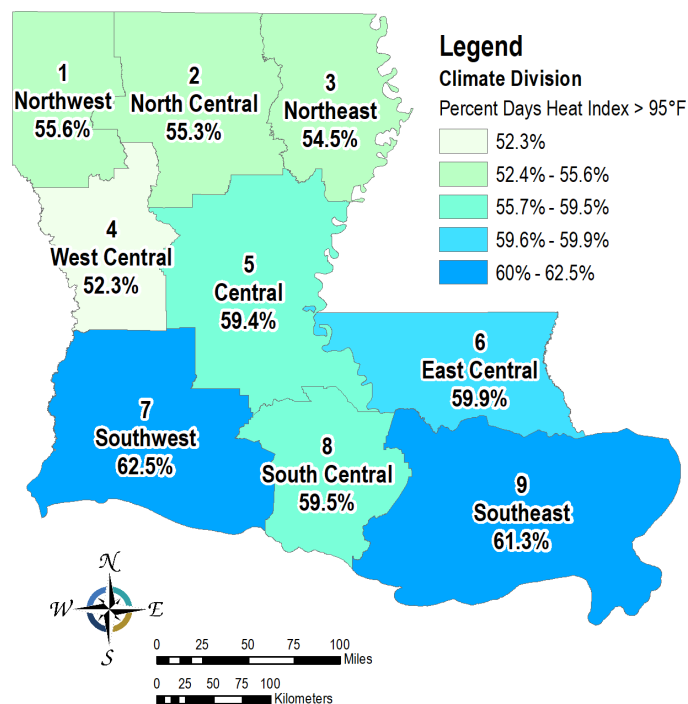 Legend
Climate Division
Percent Days Heat Index > 95°F
52.3%
52.4% - 55.6%
55.7% - 59.5%
59.6% - 59.9%
60% - 62.5%
1
Northwest
55.6%
2
North Central
55.3%
3
Northeast
54.5%
4
West Central
52.3%
5
Central
59.4%
6
East Central
59.9%
7
Southwest
62.5%
8
South Central
59.5%
9
Southeast
61.3%
N
W E
S
0 25 50 75 100
Miles
0 25 50 75 100
Kilometers